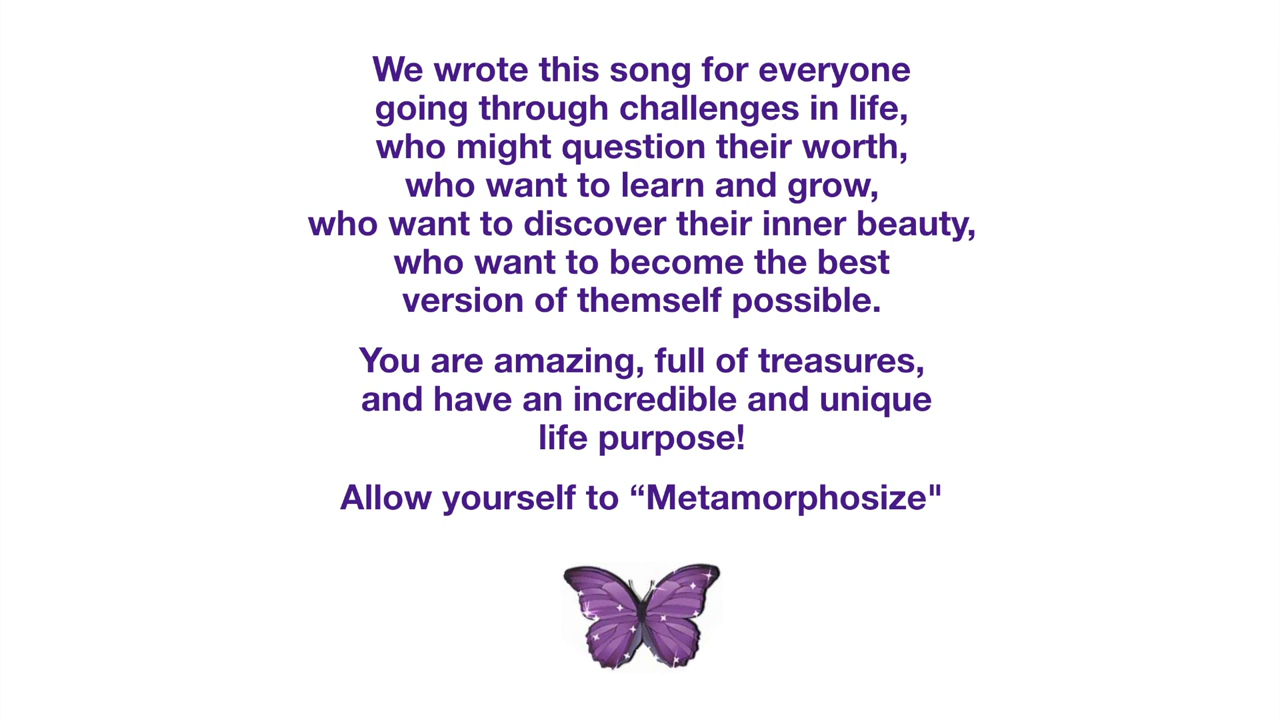 We wrote this song for everyone
going through challenges in life,
who might question their worth,
who want to learn and grow,
who want to discover their inner beauty,
who want to become the best
version of themself possible.
You are amazing, full of treasures,
and have an incredible and unique
life purpose!
Allow yourself to “Metamorphosize"